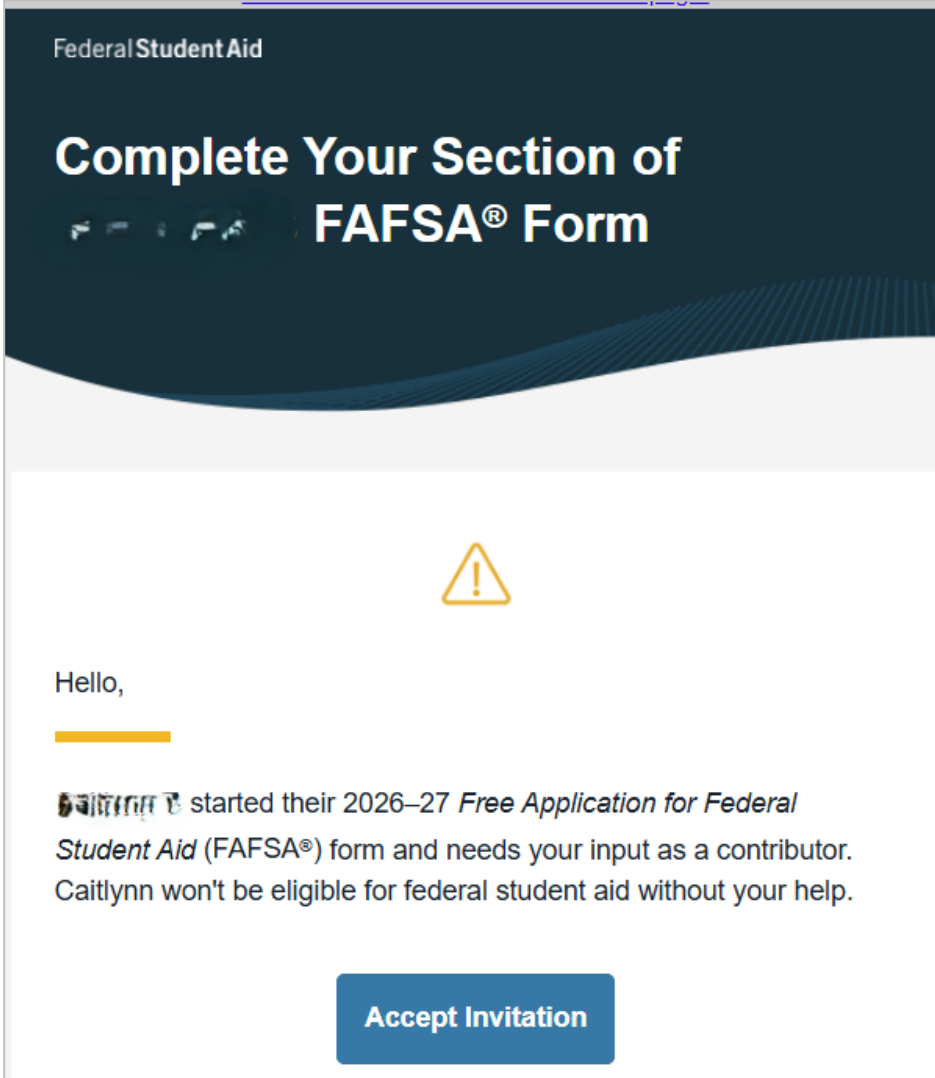 Federal Student Aid
Complete Your Section of
FAFSA® Form
Hello,
started their 2026–27 Free Application for Federal
Student Aid (FAFSA®) form and needs your input as a contributor.
Caitlynn won't be eligible for federal student aid without your help.
Accept Invitation